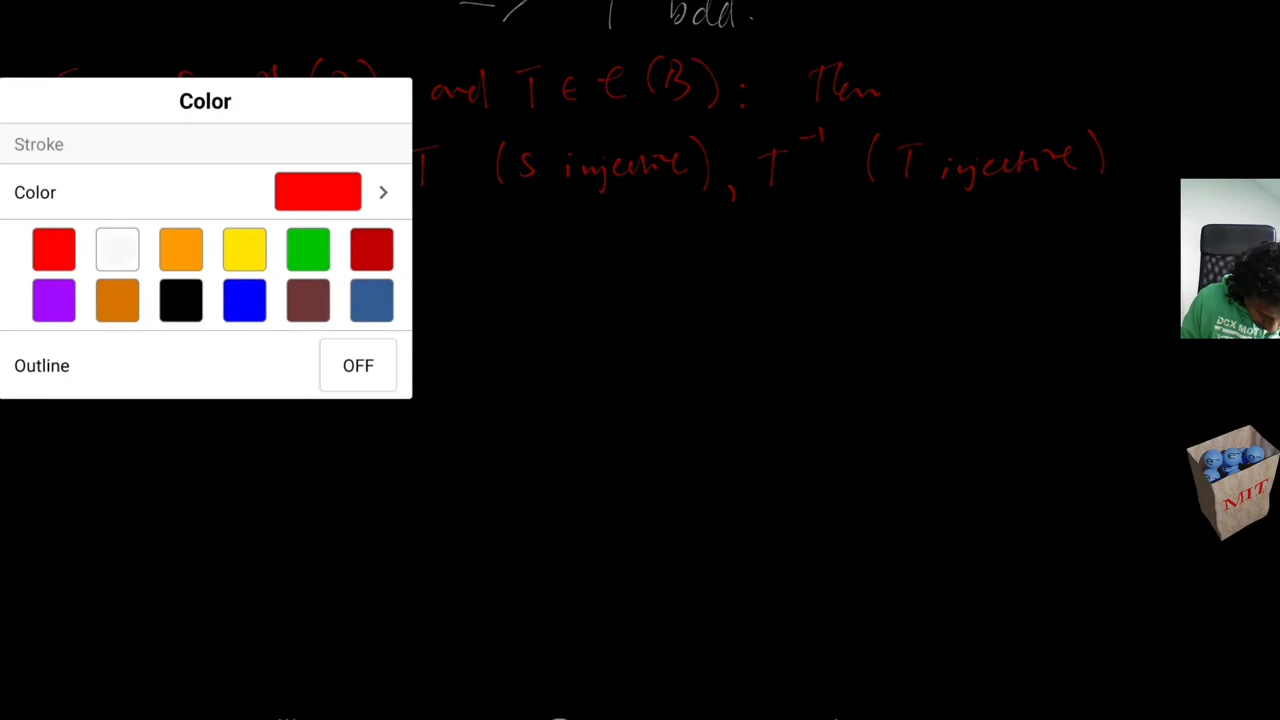 => T bdd.
and T ∈ C(B): Then
T (S injective), T⁻¹ (T injective)
Color
Stroke
Color
Outline OFF
MIT